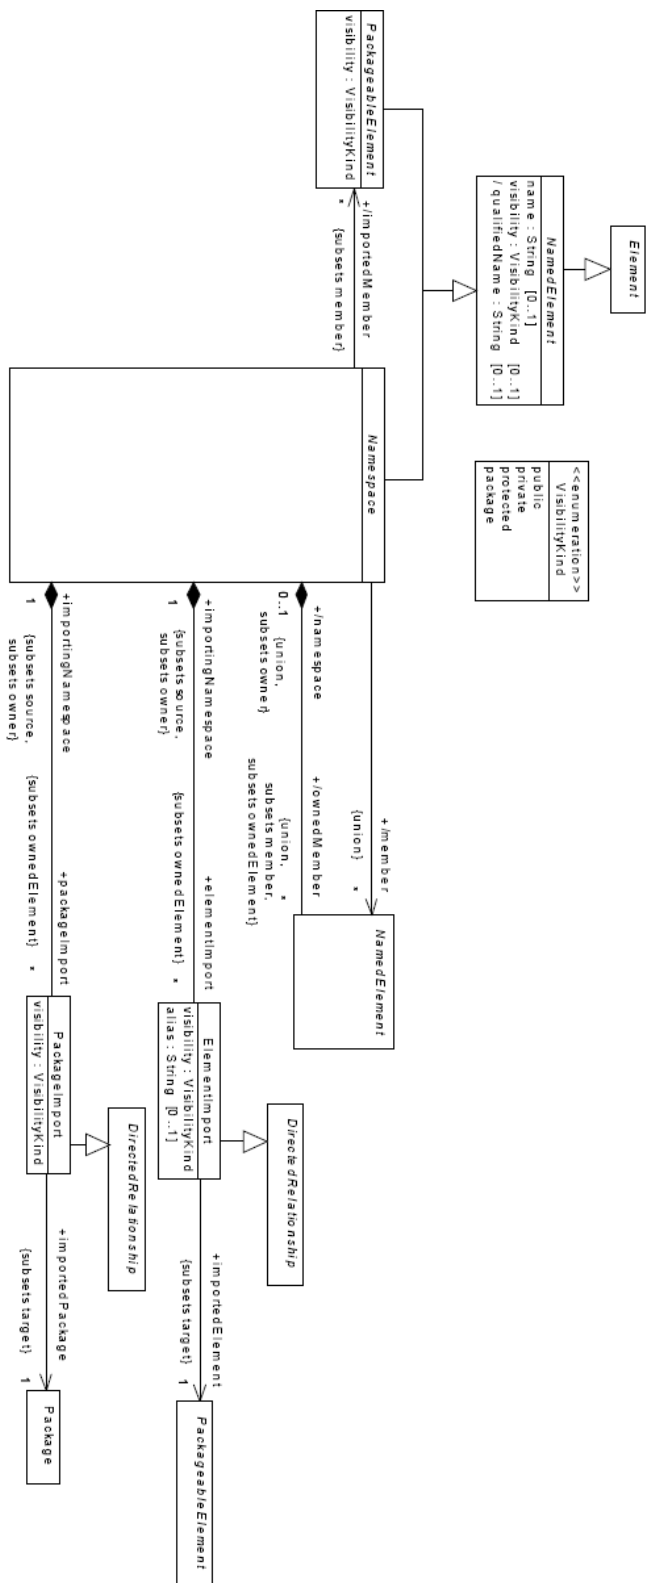 Element
NamedElement
name : String [0..1]
visibility : VisibilityKind [0..1]
/ qualifiedName : String [0..1]
<<enumeration>>
VisibilityKind
public
private
protected
package
PackageableElement
visibility : VisibilityKind
+/importedMember
*
{subsets member}
Namespace
+/member
{union}
*
NamedElement
+/namespace
0..1
{union,
subsets owner}
+/ownedMember
{union,
*
subsets member,
subsets ownedElement}
DirectedRelationship
+importingNamespace
1
{subsets source,
subsets owner}
+elementImport
{subsets ownedElement}
*
ElementImport
visibility : VisibilityKind
alias : String [0..1]
+importedElement
{subsets target}
1
PackageableElement
DirectedRelationship
+importingNamespace
1
{subsets source,
subsets owner}
+packageImport
{subsets ownedElement}
*
PackageImport
visibility : VisibilityKind
+importedPackage
{subsets target}
1
Package